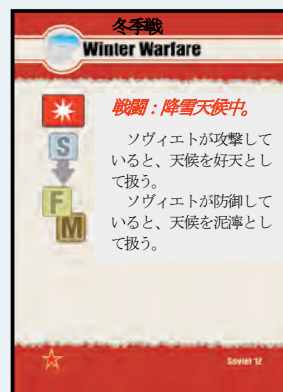 冬季戦
Winter Warfare
戦闘：降雪天候中。
S
F
M
ソヴィエトが攻撃して
いると、天候を好天とし
て扱う。
ソヴィエトが防御して
いると、天候を泥濘とし
て扱う。
Soviet 12